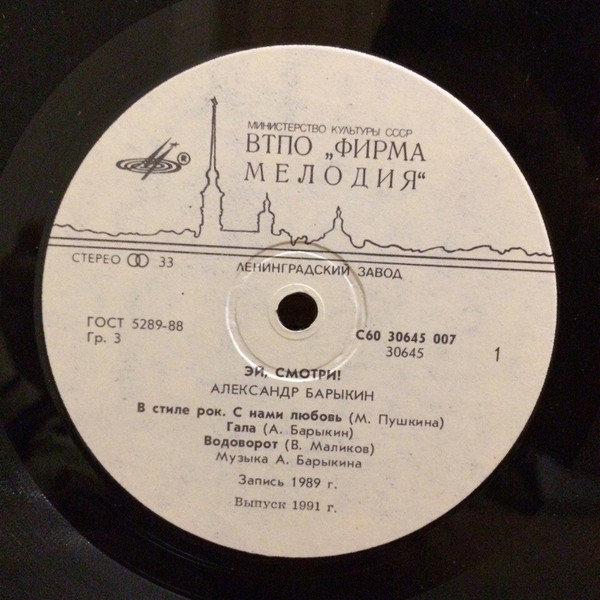 МИНИСТЕРСТВО КУЛЬТУРЫ СССР
ВТПО „ФИРМА
МЕЛОДИЯ“
®
СТЕРЕО 33
ЛЕНИНГРАДСКИЙ ЗАВОД
ГОСТ 5289-88
Гр. 3
С60 30645 007
30645
1
ЭЙ, СМОТРИ!
АЛЕКСАНДР БАРЫКИН
В стиле рок. С нами любовь (М. Пушкина)
Гала (А. Барыкин)
Водоворот (В. Маликов)
Музыка А. Барыкина
Запись 1989 г.
Выпуск 1991 г.